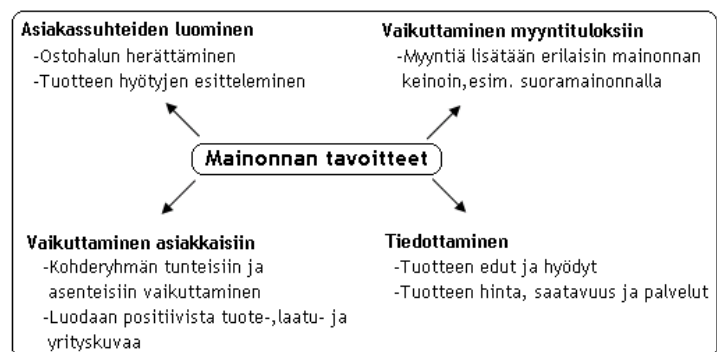 Asiakassuhteiden luominen
-Ostohalun herättäminen
-Tuotteen hyötyjen esitteleminen
Vaikuttaminen myyntituloksiin
-Myyntiä lisätään erilaisin mainonnan
keinoin,esim. suoramainonnalla
Mainonnan tavoitteet
Vaikuttaminen asiakkaisiin
-Kohderyhmän tunteisiin ja
asenteisiin vaikuttaminen
-Luodaan positiivista tuote-,laatu- ja
yrityskuvaa
Tiedottaminen
-Tuotteen edut ja hyödyt
-Tuotteen hinta, saatavuus ja palvelut